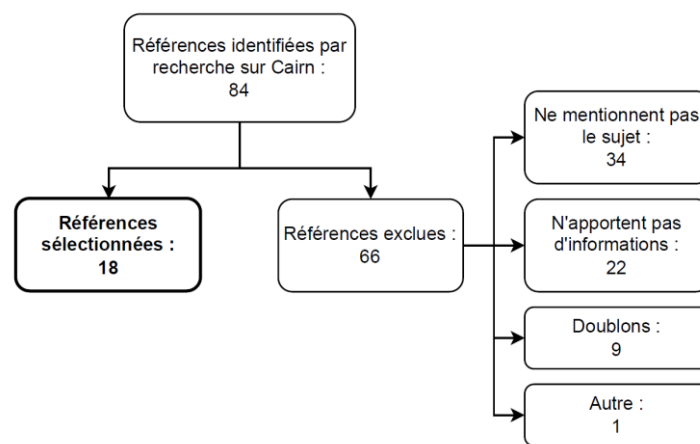 Références identifiées par
recherche sur Cairn :
84
Références
sélectionnées :
18
Références exclues :
66
Ne mentionnent pas
le sujet :
34
N'apportent pas
d'informations :
22
Doublons :
9
Autre :
1